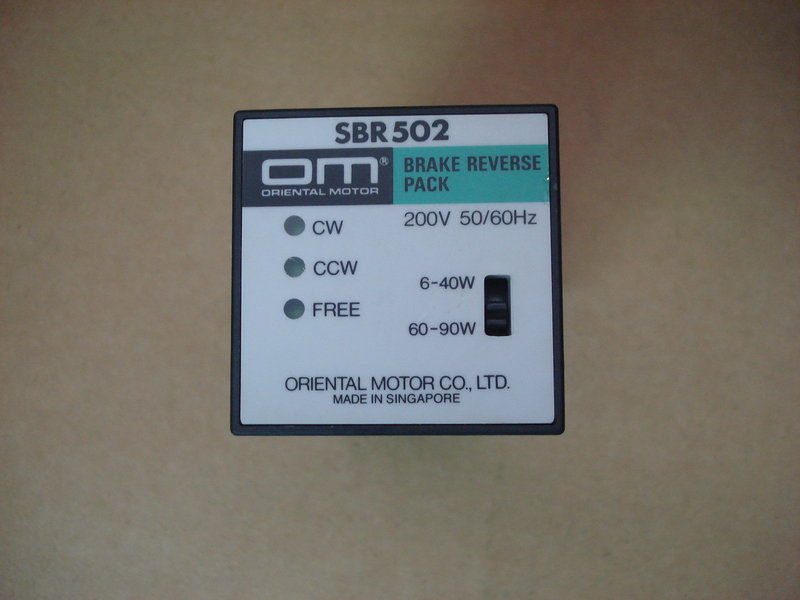 SBR502
OM®
ORIENTAL MOTOR
BRAKE REVERSE
PACK
200V 50/60Hz
CW
CCW
FREE
6-40W
60-90W
ORIENTAL MOTOR CO., LTD.
MADE IN SINGAPORE